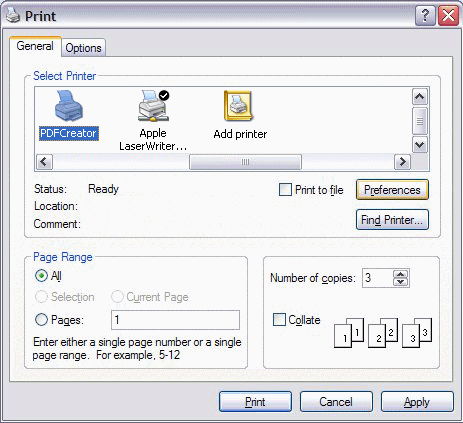 Print
General
Options
Select Printer
PDFCreator
Apple
LaserWriter...
Add printer
Status: Ready
Print to file
Preferences
Location:
Find Printer...
Comment:
Page Range
All
Selection
Current Page
Pages: 1
Enter either a single page number or a single
page range. For example, 5-12
Number of copies: 3
Collate
1 1 2 2 3 3
Print
Cancel
Apply